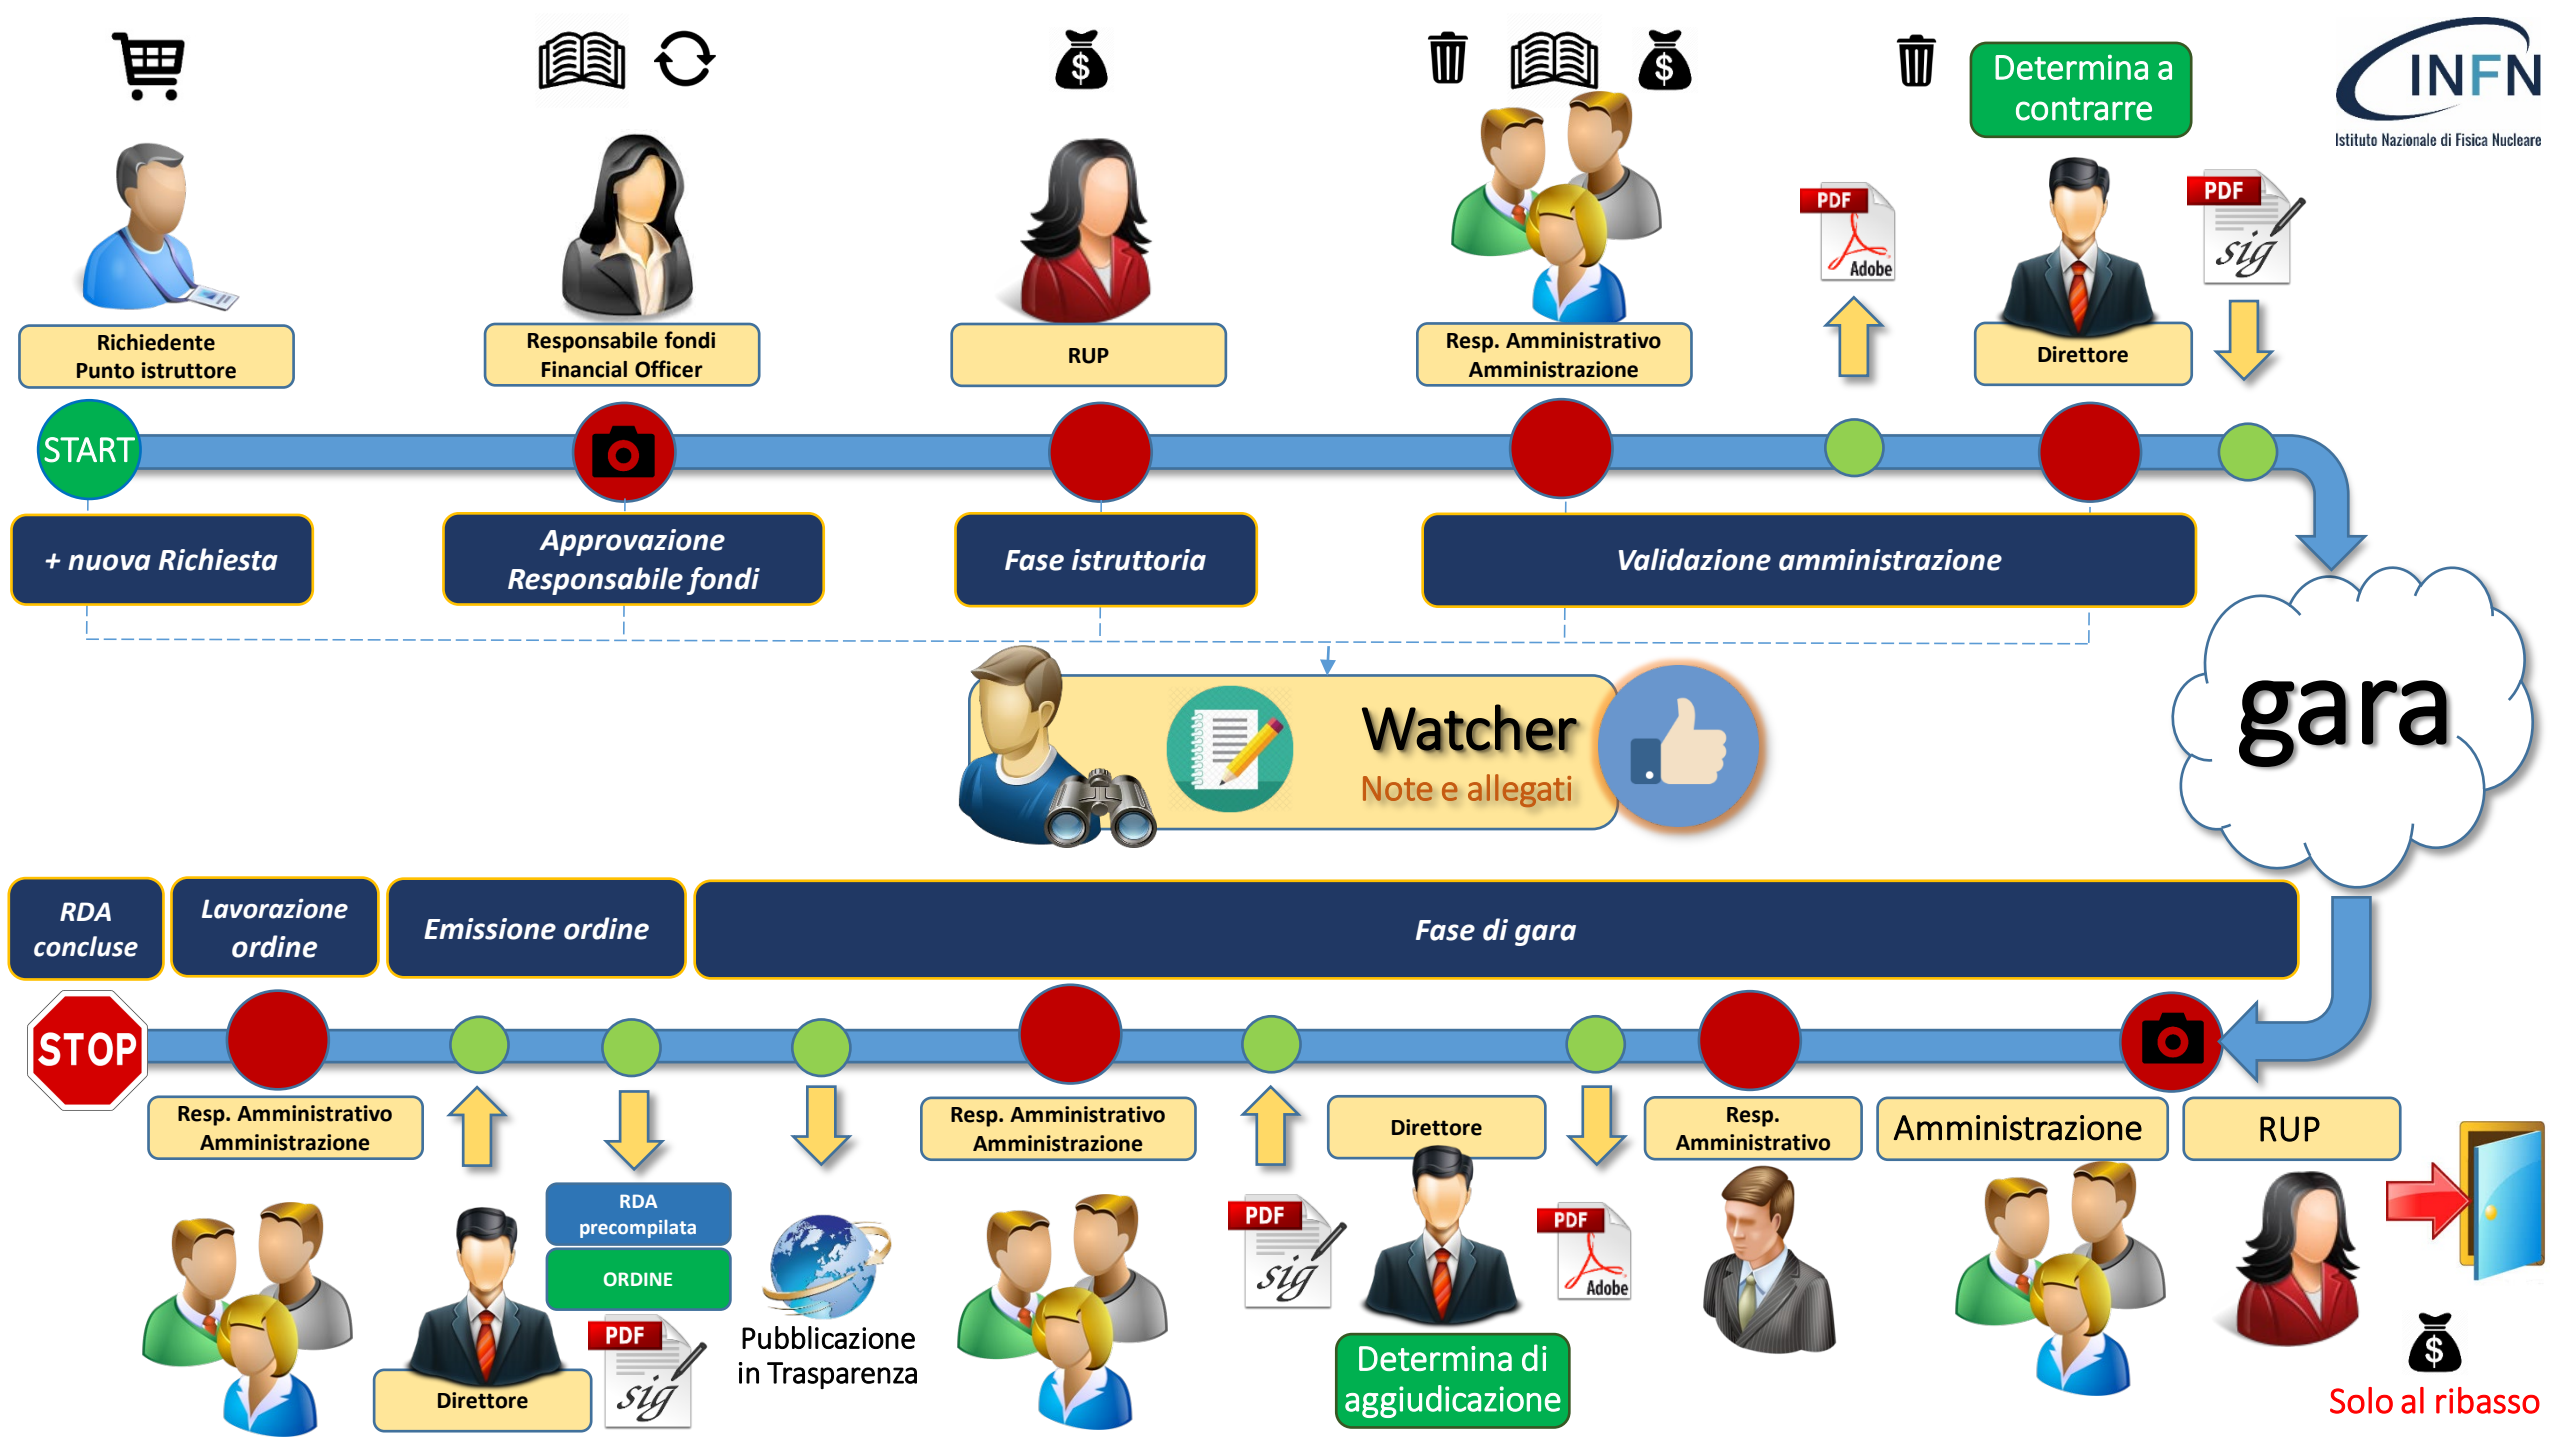 Determina a
contrarre
INFN
Istituto Nazionale di Fisica Nucleare
$
$
PDF
Adobe
PDF
sig
Richiedente
Punto istruttore
Responsabile fondi
Financial Officer
RUP
Resp. Amministrativo
Amministrazione
Direttore
START
+ nuova Richiesta
Approvazione
Responsabile fondi
Fase istruttoria
Validazione amministrazione
gara
Watcher
Note e allegati
RDA
concluse
Lavorazione
ordine
Emissione ordine
Fase di gara
STOP
Resp. Amministrativo
Amministrazione
Resp. Amministrativo
Amministrazione
Direttore
Resp.
Amministrativo
Amministrazione
RUP
RDA
precompilata
ORDINE
PDF
sig
Direttore
Pubblicazione
in Trasparenza
PDF
sig
PDF
Adobe
Determina di
aggiudicazione
$
Solo al ribasso